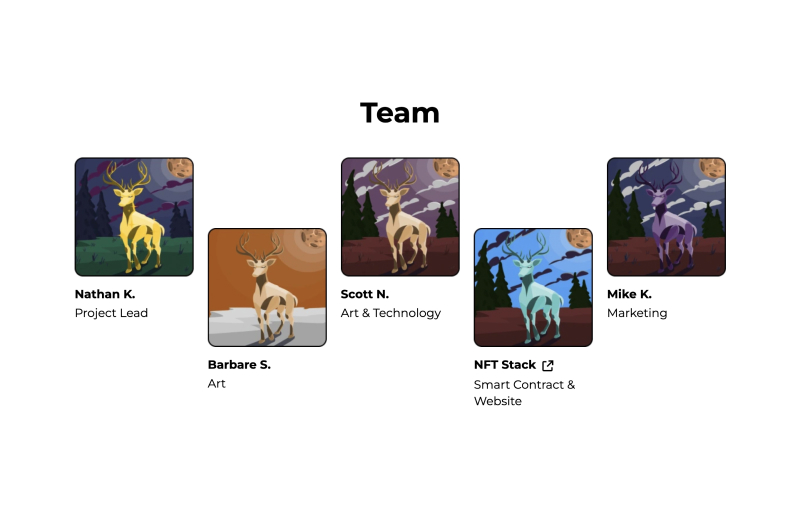 Team
Nathan K.
Project Lead
Barbare S.
Art
Scott N.
Art & Technology
NFT Stack
Smart Contract &
Website
Mike K.
Marketing